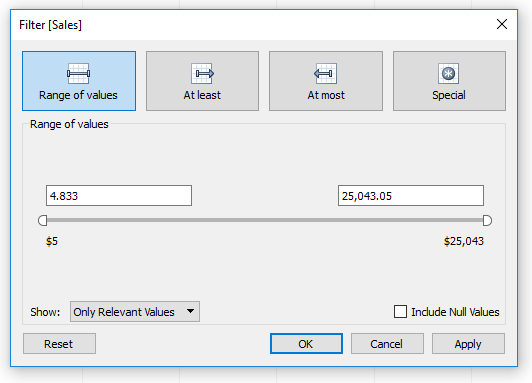 Filter [Sales]
Range of values
At least
At most
Special
Range of values
4.833
25,043.05
$5
$25,043
Show: Only Relevant Values
Include Null Values
Reset
OK
Cancel
Apply